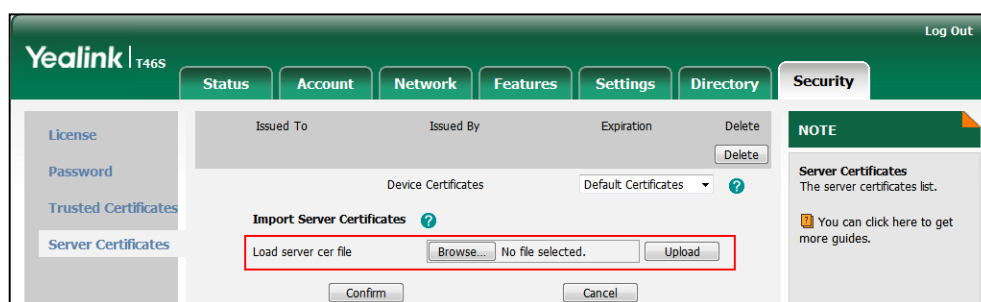 Log Out
Yealink T46S
Status Account Network Features Settings Directory Security
License
Password
Trusted Certificates
Server Certificates
Issued To Issued By Expiration Delete
Delete
Device Certificates Default Certificates ?
Import Server Certificates ?
Load server cer file Browse... No file selected. Upload
Confirm Cancel
NOTE
Server Certificates
The server certificates list.
? You can click here to get
more guides.